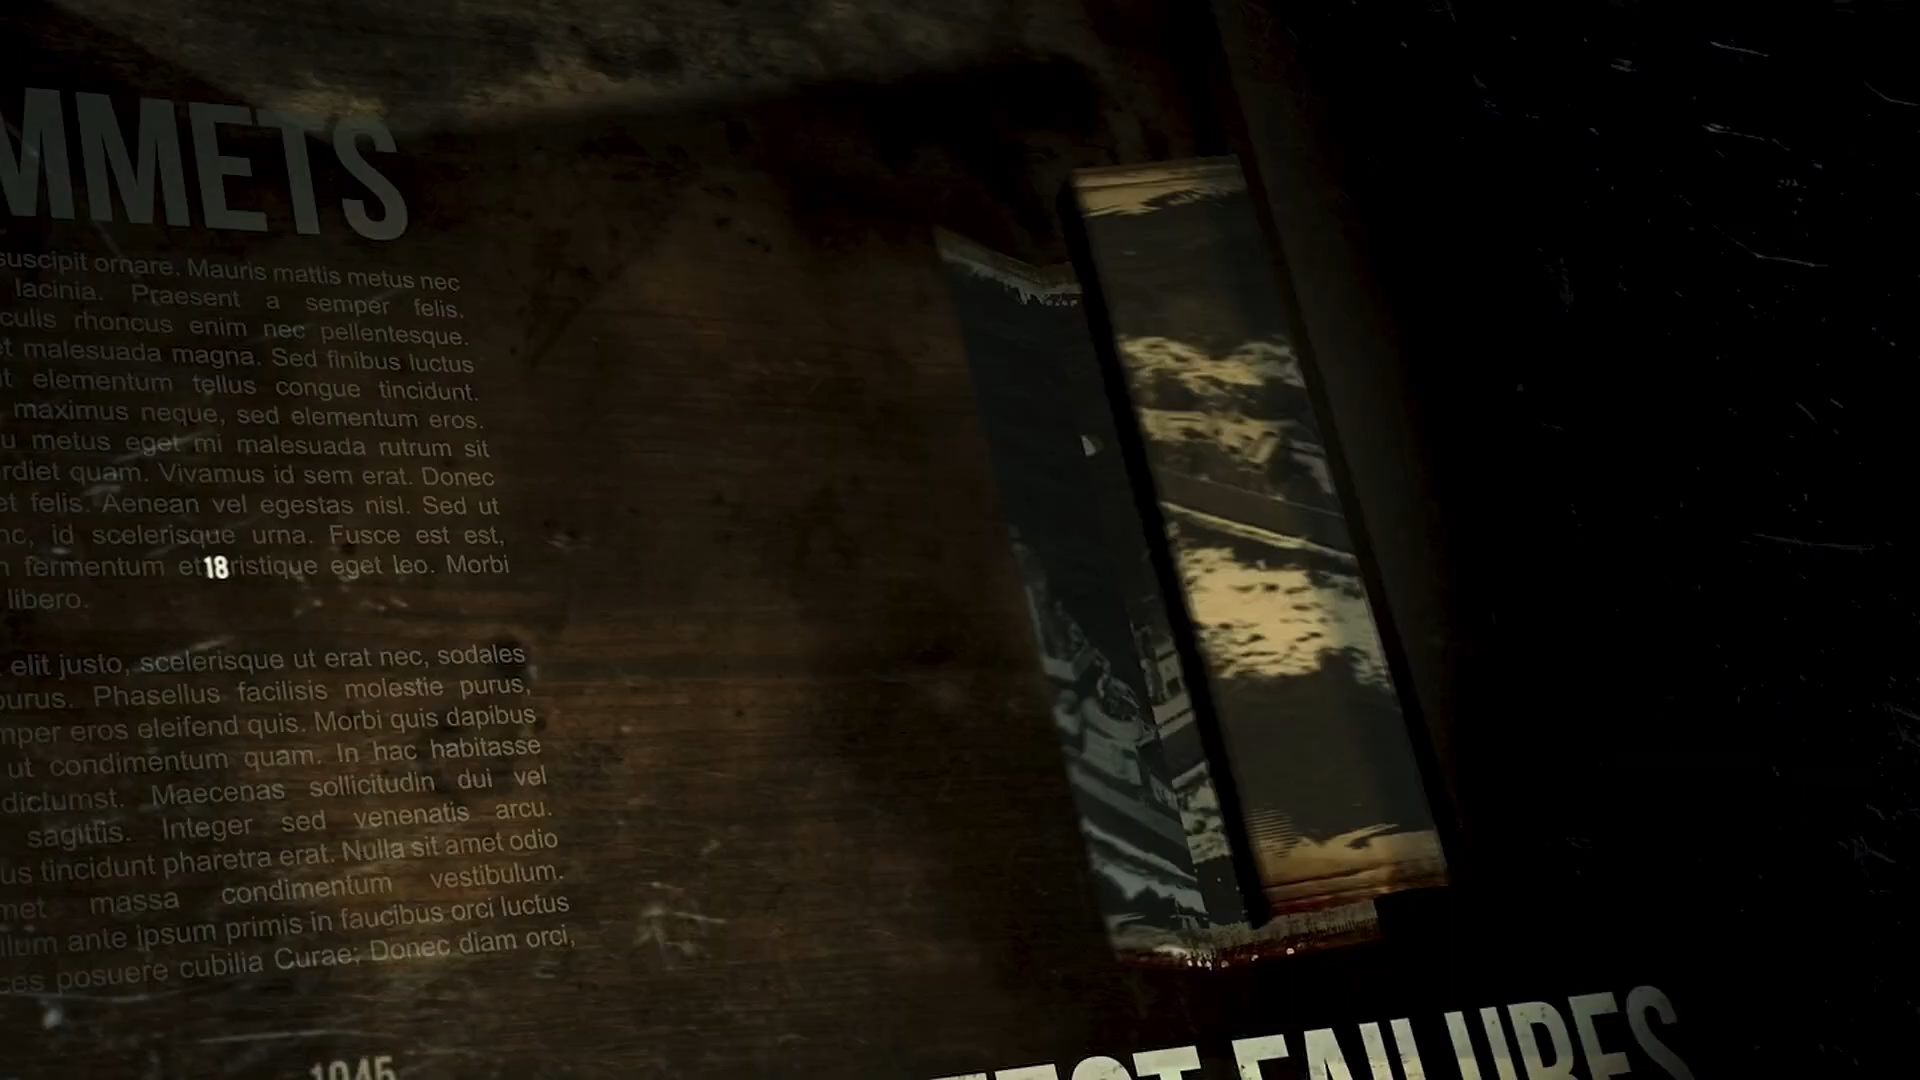 MMETS
suscipit ornare. Mauris mattis metus nec
lacinia. Praesent a semper felis.
culis rhoncus enim nec pellentesque.
et malesuada magna. Sed finibus luctus
it elementum tellus congue tincidunt.
maximus neque, sed elementum eros.
u metus eget mi malesuada rutrum sit
rdiet quam. Vivamus id sem erat. Donec
et felis. Aenean vel egestas nisl. Sed ut
nc, id scelerisque urna. Fusce est est,
n fermentum et ristique eget leo. Morbi
18
libero.
elit justo, scelerisque ut erat nec, sodales
purus. Phasellus facilisis molestie purus,
mper eros eleifend quis. Morbi quis dapibus
ut condimentum quam. In hac habitasse
dictumst. Maecenas sollicitudin dui vel
sagittis. Integer sed venenatis arcu.
us tincidunt pharetra erat. Nulla sit amet odio
met massa condimentum vestibulum.
ilum ante ipsum primis in faucibus orci luctus
ces posuere cubilia Curae; Donec diam orci,
1945
TEST FAILURES